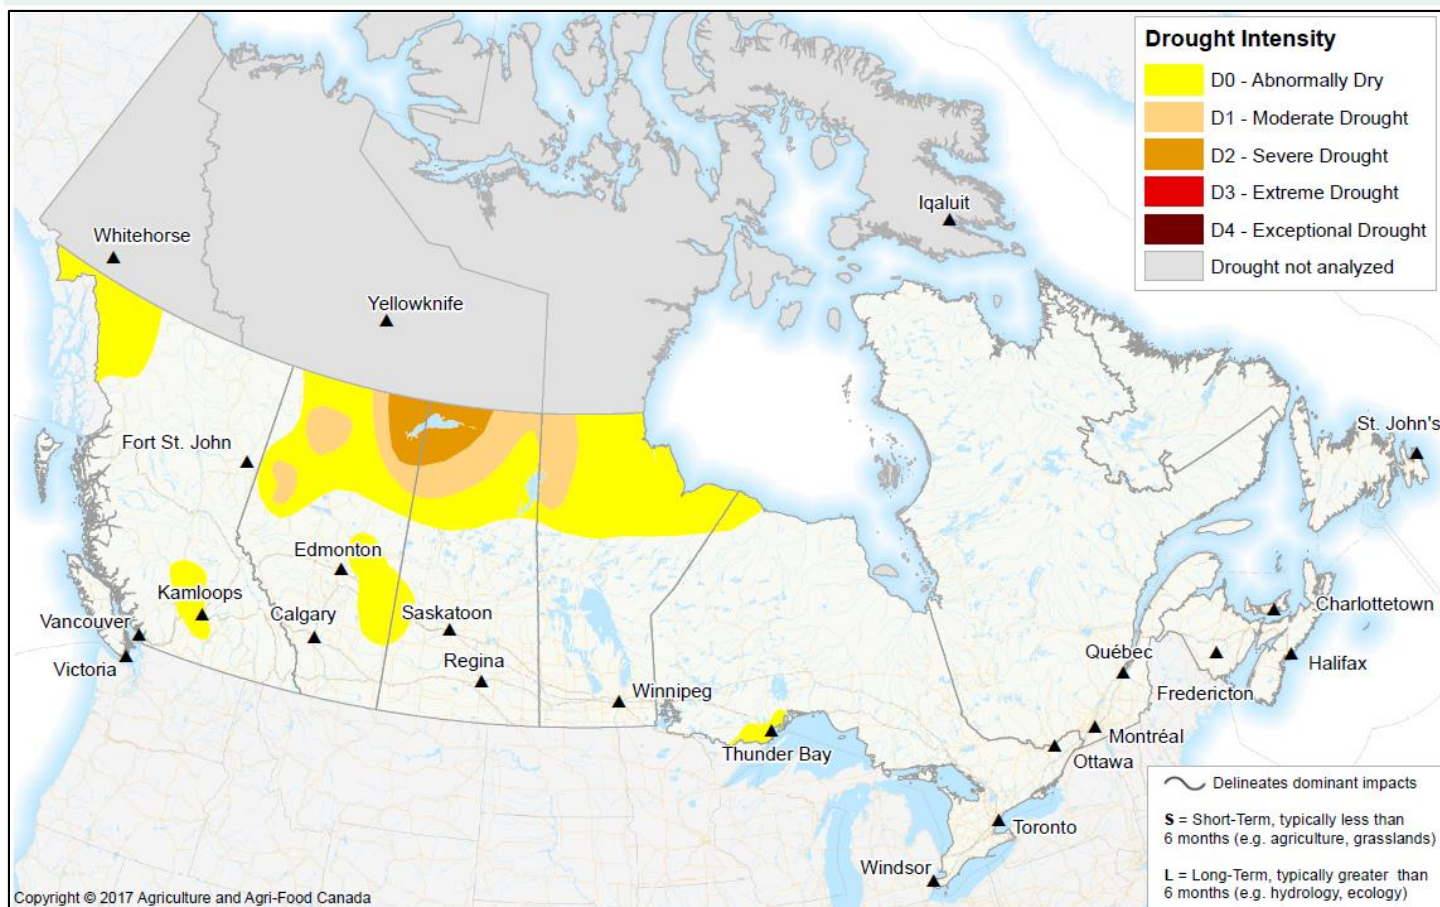 Drought Intensity
D0 - Abnormally Dry
D1 - Moderate Drought
D2 - Severe Drought
D3 - Extreme Drought
D4 - Exceptional Drought
Drought not analyzed
Iqaluit
Whitehorse
Yellowknife
Fort St. John
St. John's
Edmonton
Kamloops
Calgary
Saskatoon
Vancouver
Victoria
Regina
Winnipeg
Thunder Bay
Charlottetown
Québec
Halifax
Fredericton
Montréal
Ottawa
Toronto
Windsor
Delineates dominant impacts
S = Short-Term, typically less than
6 months (e.g. agriculture, grasslands)
L = Long-Term, typically greater than
6 months (e.g. hydrology, ecology)
Copyright © 2017 Agriculture and Agri-Food Canada